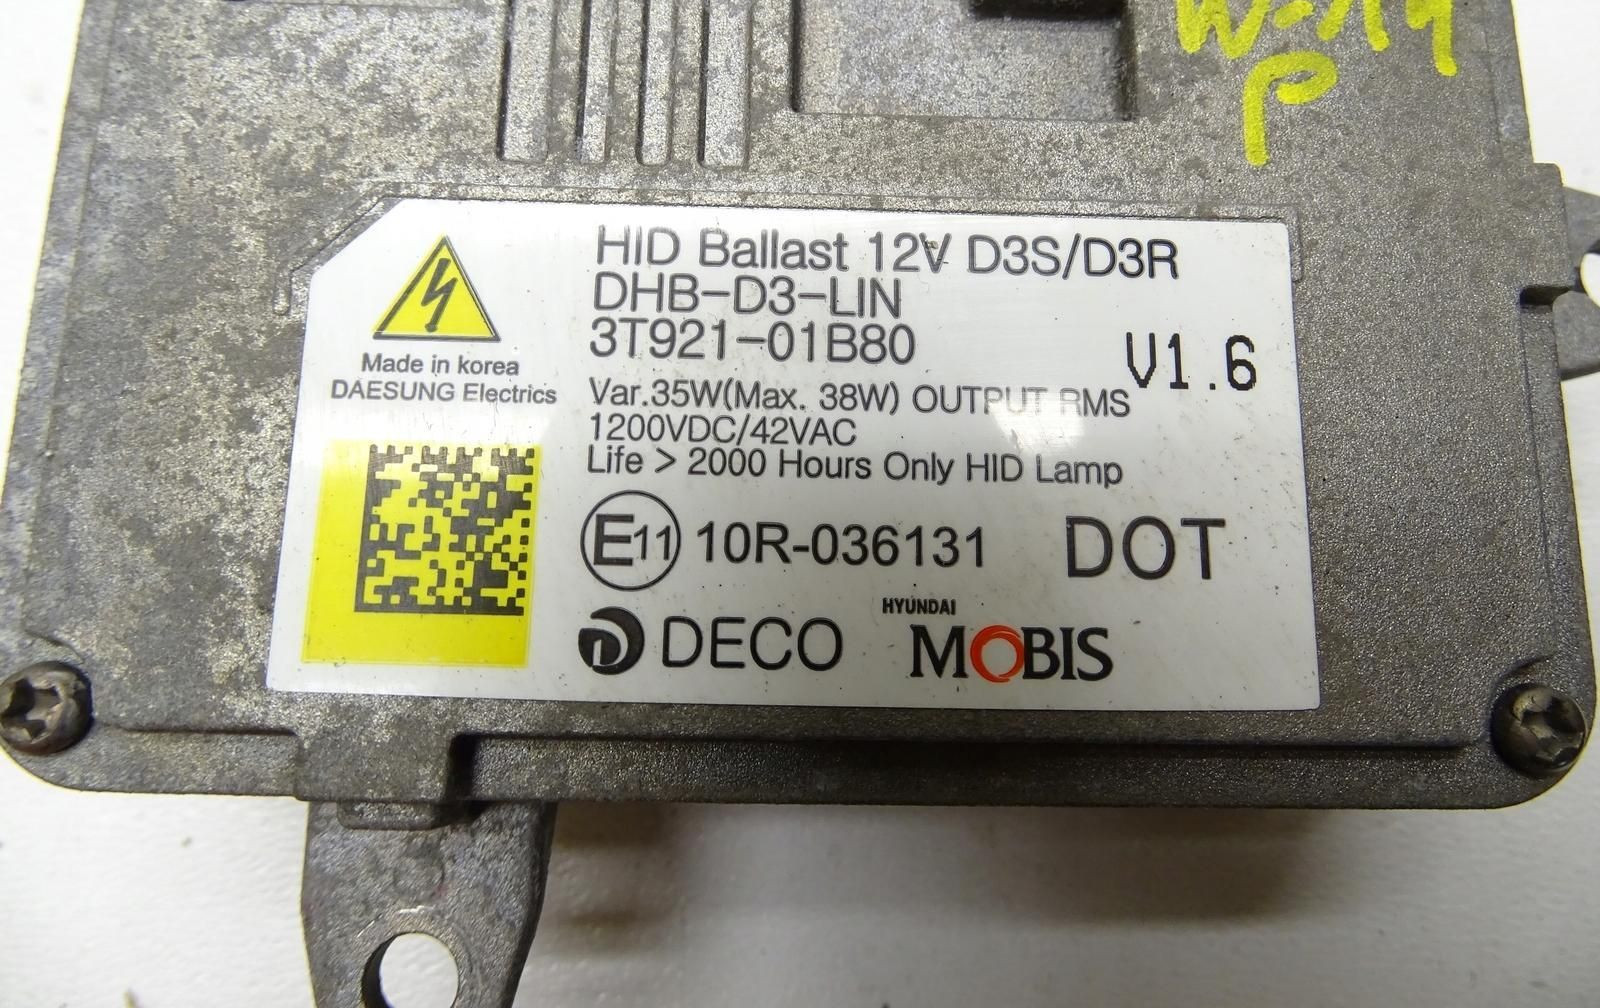 P
HID Ballast 12V D3S/D3R
DHB-D3-LIN
3T921-01B80
V1.6
Made in korea
DAESUNG Electrics
Var.35W(Max. 38W) OUTPUT RMS
1200VDC/42VAC
Life > 2000 Hours Only HID Lamp
E11 10R-036131 DOT
DECO
HYUNDAI
MOBIS